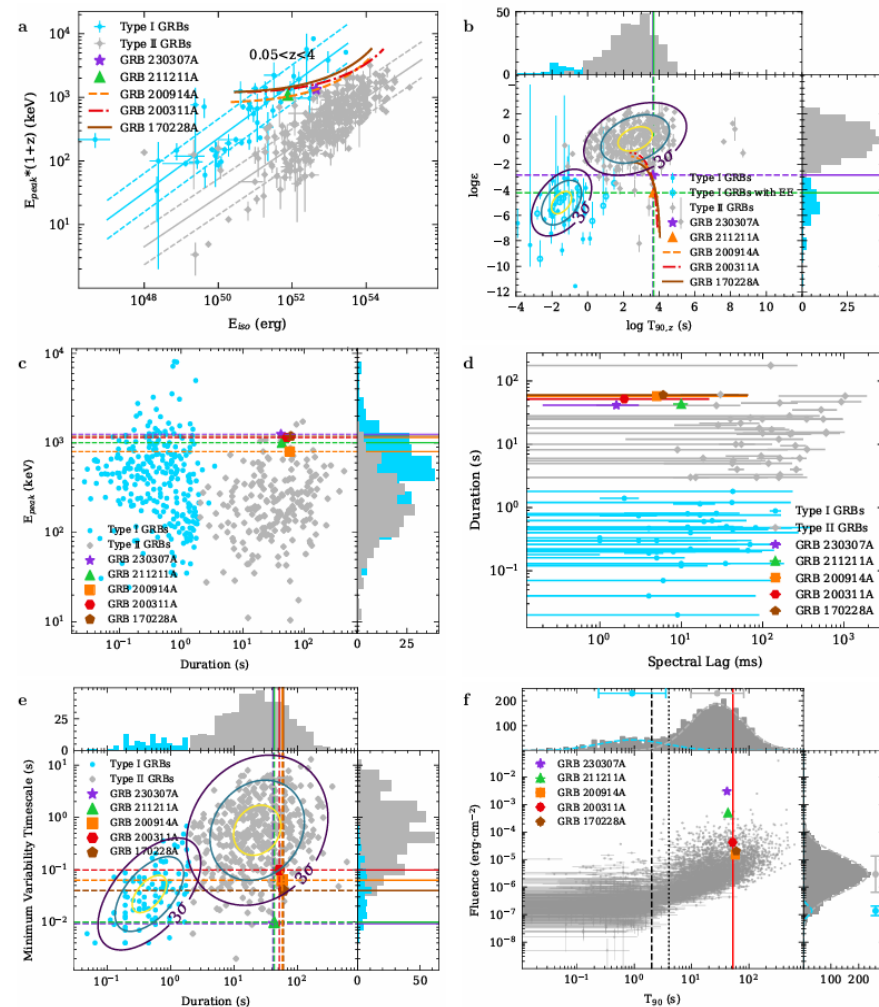 a
Type I GRBs
Type II GRBs
GRB 230307A
GRB 211211A
GRB 200914A
GRB 200311A
GRB 170228A
0.05<z<4
E_peak*(1+z) (keV)
10^4
10^3
10^2
10^1
10^48
10^50
10^52
10^54
E_iso (erg)
b
50
0
logε
2
0
−2
−4
−6
−8
−10
−12
3σ
3σ
Type I GRBs
Type I GRBs with EE
Type II GRBs
GRB 230307A
GRB 211211A
GRB 200914A
GRB 200311A
GRB 170228A
−4
−2
0
2
4
6
8
10
0
25
log T_90,z (s)
c
E_peak (keV)
10^4
10^3
10^2
10^1
Type I GRBs
Type II GRBs
GRB 230307A
GRB 211211A
GRB 200914A
GRB 200311A
GRB 170228A
10^−1
10^0
10^1
10^2
0
25
Duration (s)
d
Duration (s)
10^2
10^1
10^0
10^−1
Type I GRBs
Type II GRBs
GRB 230307A
GRB 211211A
GRB 200914A
GRB 200311A
GRB 170228A
10^0
10^1
10^2
10^3
Spectral Lag (ms)
e
25
0
Minimum Variability Timescale (s)
10^1
10^0
10^−1
10^−2
Type I GRBs
Type II GRBs
GRB 230307A
GRB 211211A
GRB 200914A
GRB 200311A
GRB 170228A
3σ
3σ
10^−1
10^0
10^1
10^2
0
50
Duration (s)
f
200
100
0
Fluence (erg·cm^−2)
10^−1
10^−2
10^−3
10^−4
10^−5
10^−6
10^−7
10^−8
GRB 230307A
GRB 211211A
GRB 200914A
GRB 200311A
GRB 170228A
10^−1
10^0
10^1
10^2
100
200
T_90 (s)